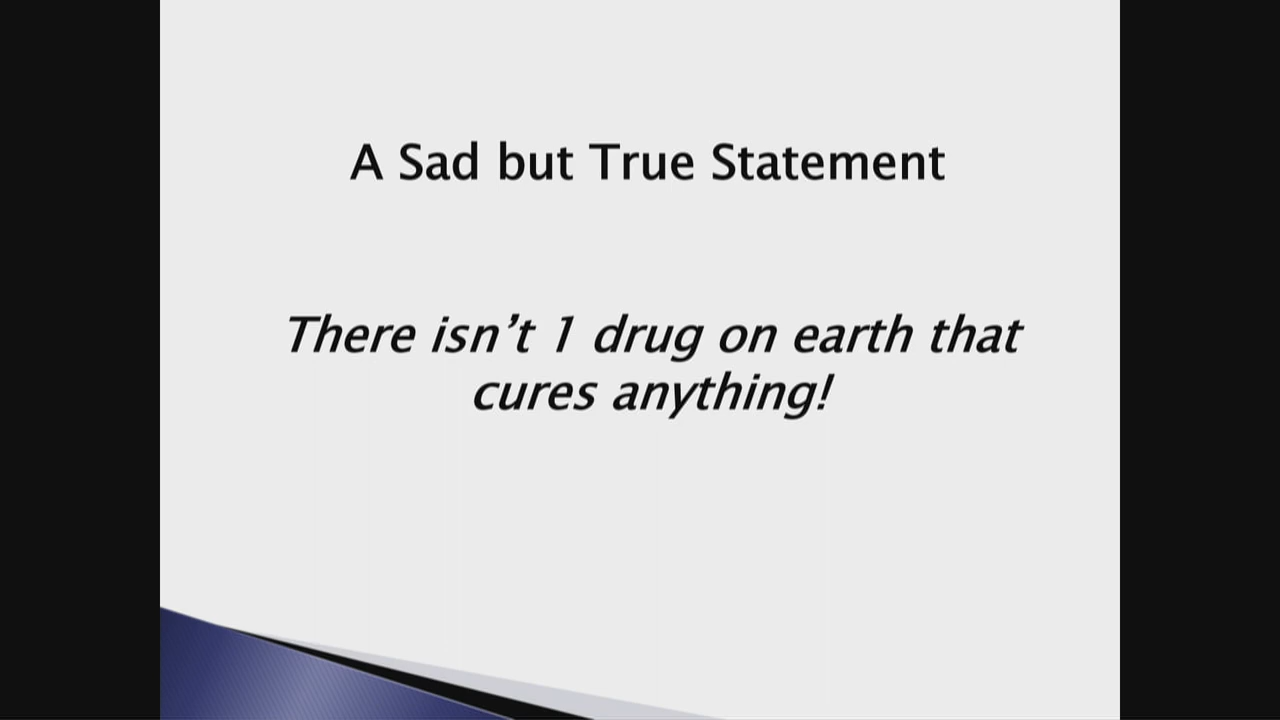 A Sad but True Statement
There isn’t 1 drug on earth that
cures anything!